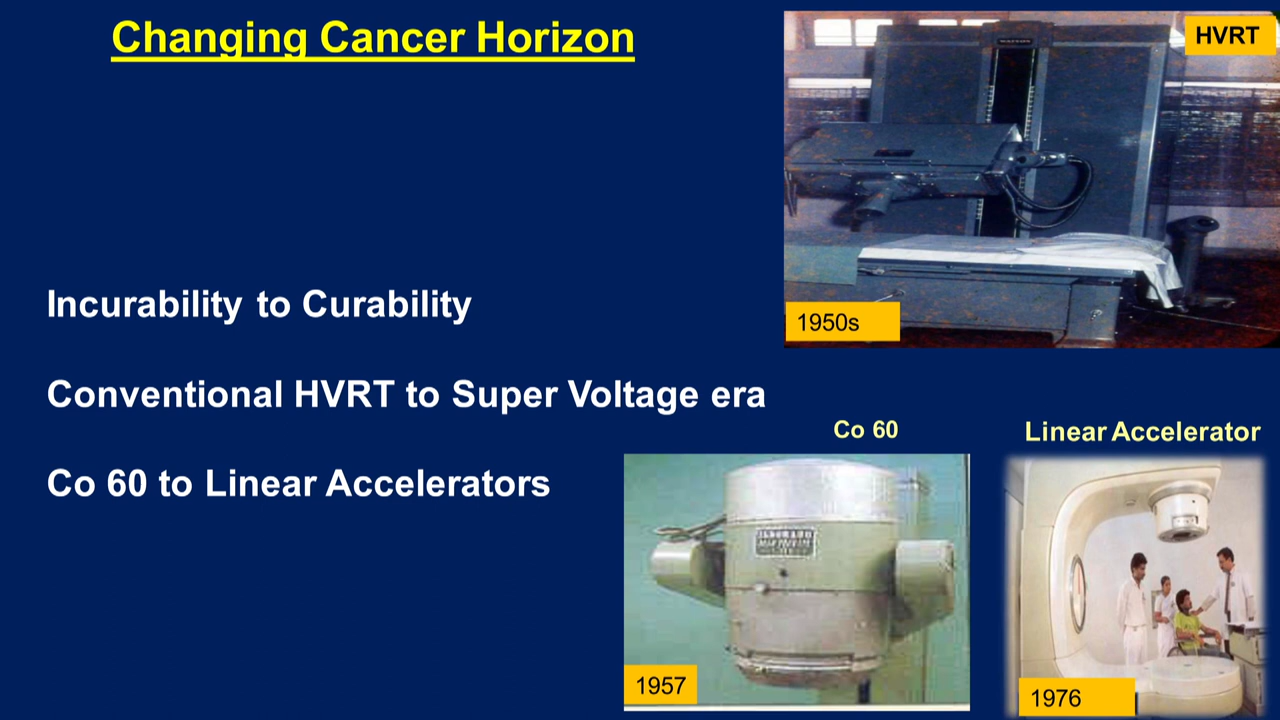 Changing Cancer Horizon
HVRT
1950s
Incurability to Curability
Conventional HVRT to Super Voltage era
Co 60 to Linear Accelerators
Co 60
Linear Accelerator
1957
1976